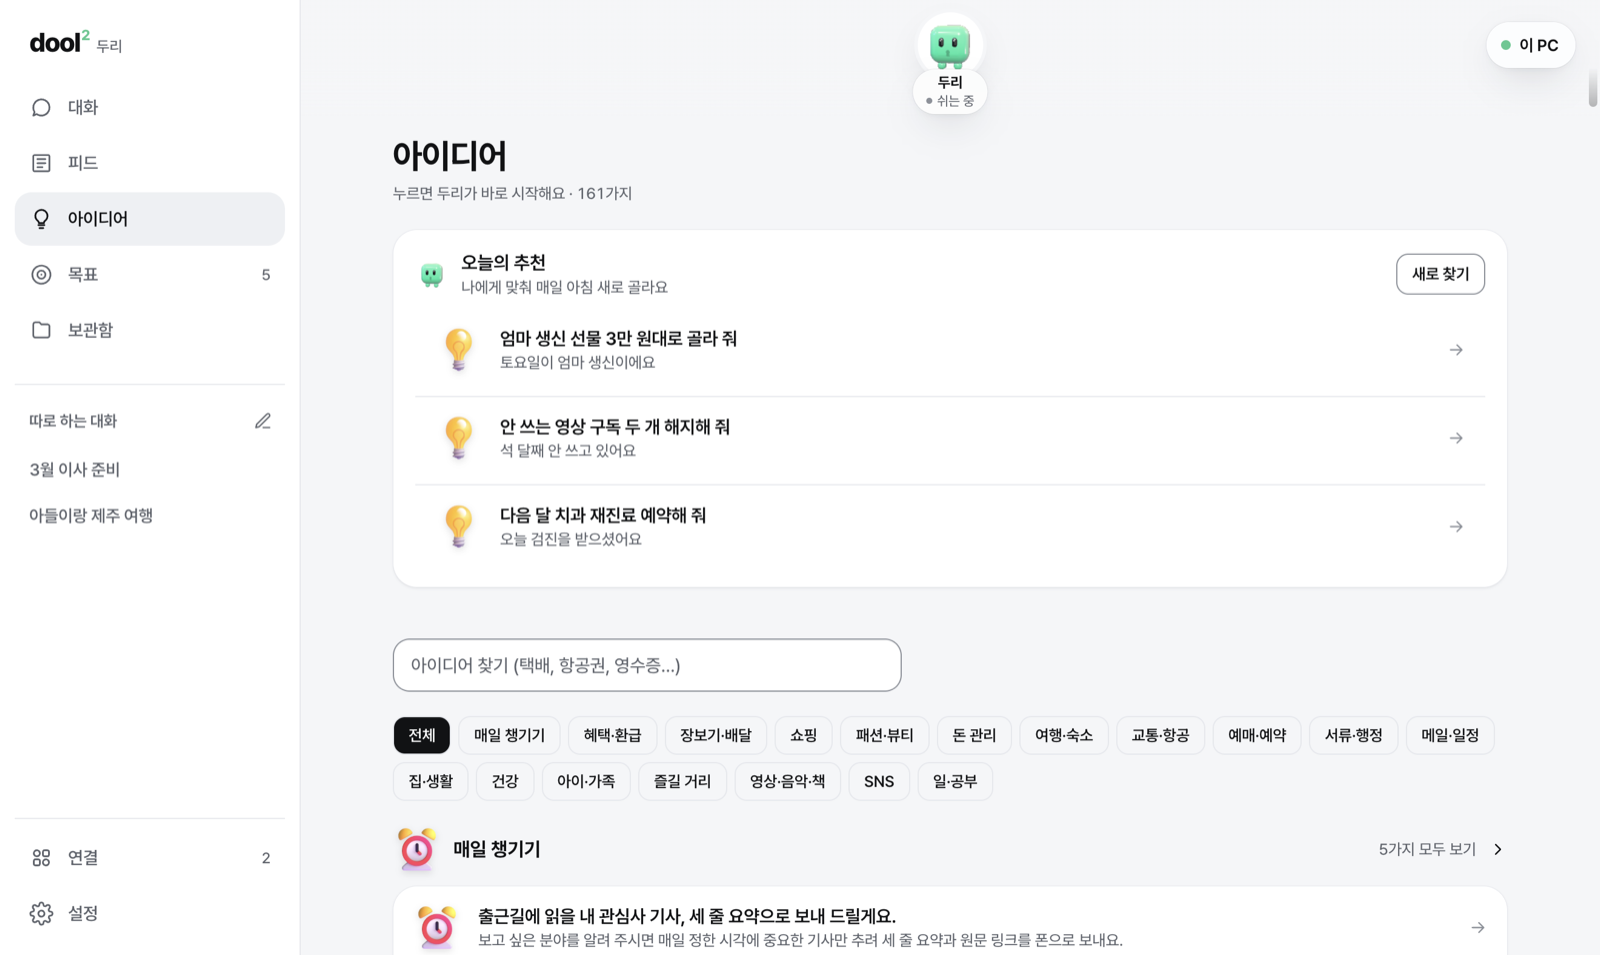 dool2 두리
대화
피드
아이디어
목표 5
보관함
따로 하는 대화
3월 이사 준비
아들이랑 제주 여행
연결 2
설정
두리
쉬는 중
이 PC
아이디어
누르면 두리가 바로 시작해요 · 161가지
오늘의 추천
나에게 맞춰 매일 아침 새로 골라요
새로 찾기
엄마 생신 선물 3만 원대로 골라 줘
토요일이 엄마 생신이에요
안 쓰는 영상 구독 두 개 해지해 줘
석 달째 안 쓰고 있어요
다음 달 치과 재진료 예약해 줘
오늘 검진을 받으셨어요
아이디어 찾기 (택배, 항공권, 영수증...)
전체 매일 챙기기 혜택·환급 장보기·배달 쇼핑 패션·뷰티 돈 관리 여행·숙소 교통·항공 예매·예약 서류·행정 메일·일정
집·생활 건강 아이·가족 즐길 거리 영상·음악·책 SNS 일·공부
매일 챙기기
5가지 모두 보기
출근길에 읽을 내 관심사 기사, 세 줄 요약으로 보내 드릴게요.
보고 싶은 분야를 알려 주시면 매일 정한 시각에 중요한 기사만 추려 세 줄 요약과 원문 링크를 폰으로 보내요.